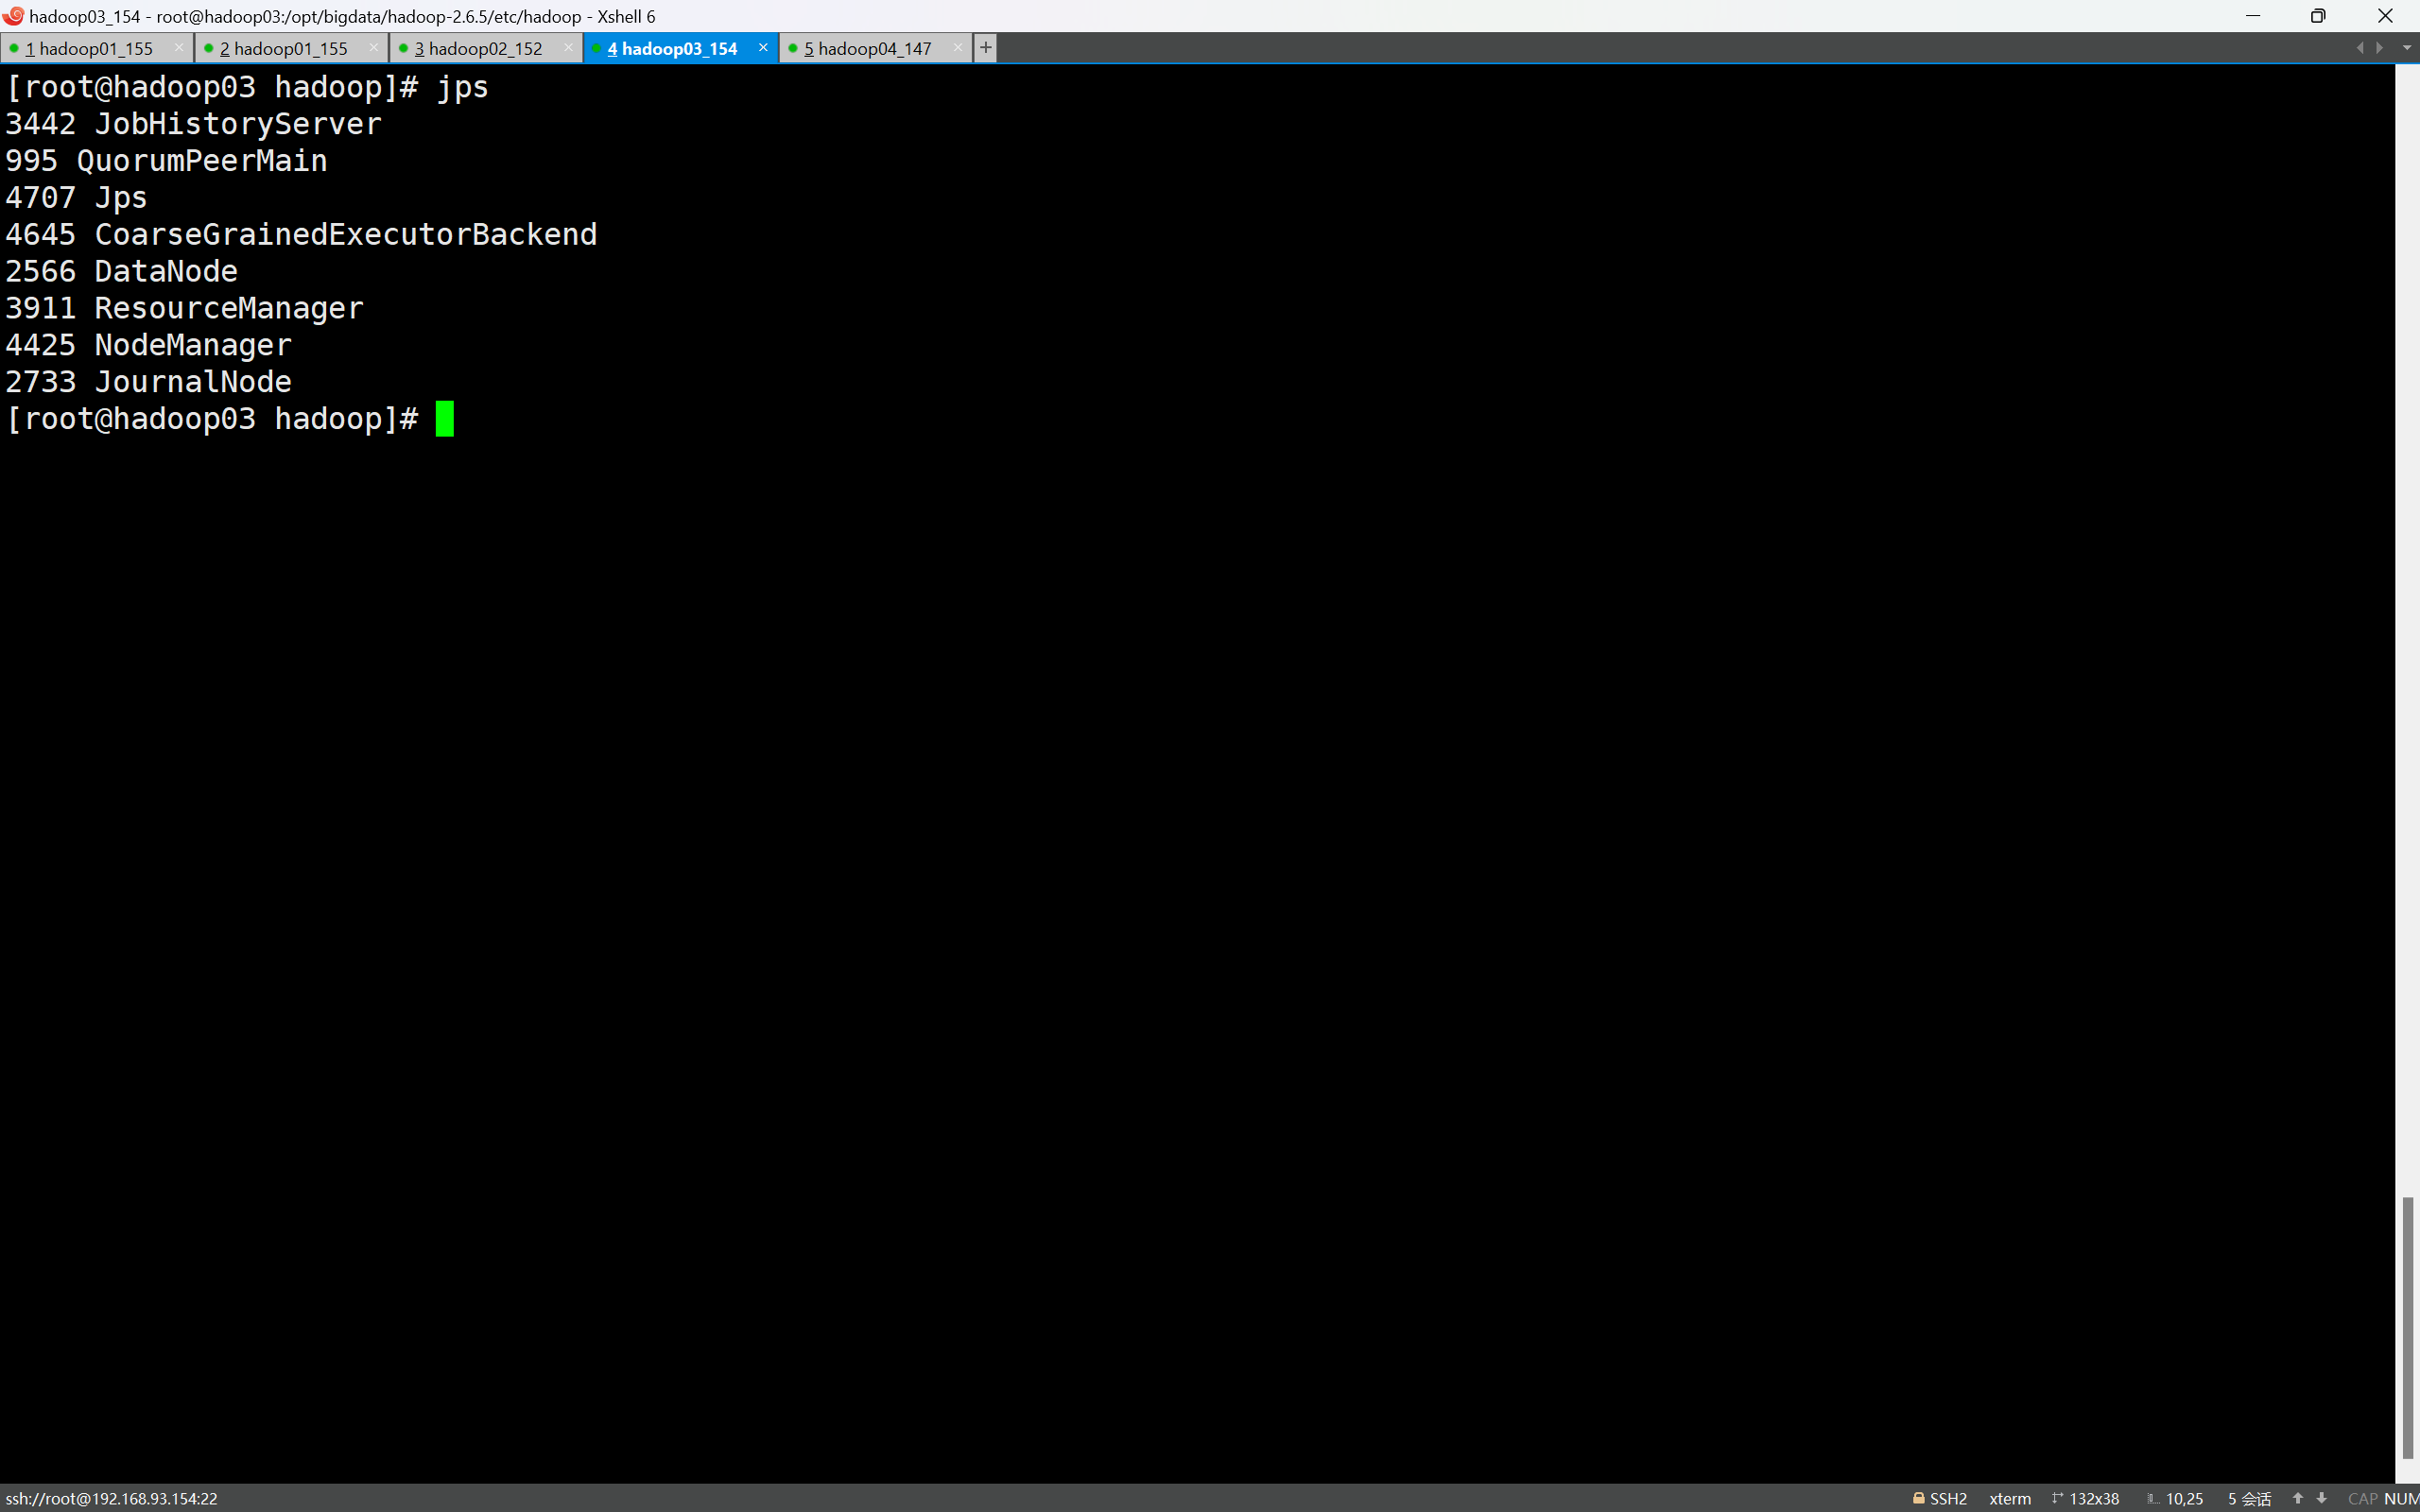 hadoop03_154 - root@hadoop03:/opt/bigdata/hadoop-2.6.5/etc/hadoop - Xshell 6
1 hadoop01_155 2 hadoop01_155 3 hadoop02_152 4 hadoop03_154 5 hadoop04_147
[root@hadoop03 hadoop]# jps
3442 JobHistoryServer
995 QuorumPeerMain
4707 Jps
4645 CoarseGrainedExecutorBackend
2566 DataNode
3911 ResourceManager
4425 NodeManager
2733 JournalNode
[root@hadoop03 hadoop]#
ssh://root@192.168.93.154:22 SSH2 xterm 132x38 10,25 5 会话 CAP NUM